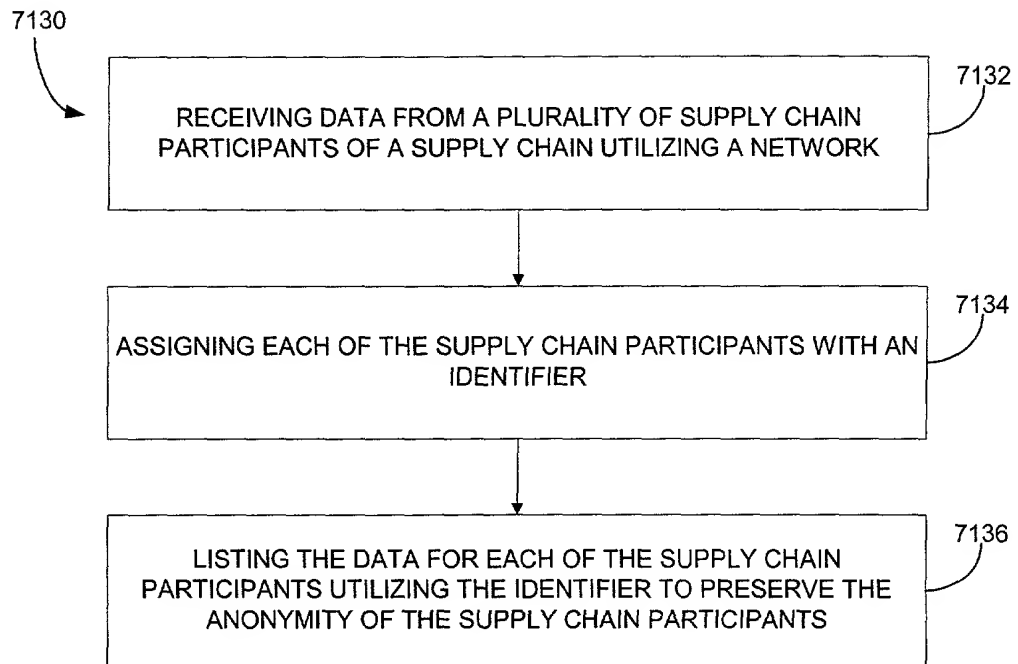 7130
7132
RECEIVING DATA FROM A PLURALITY OF SUPPLY CHAIN
PARTICIPANTS OF A SUPPLY CHAIN UTILIZING A NETWORK
7134
ASSIGNING EACH OF THE SUPPLY CHAIN PARTICIPANTS WITH AN
IDENTIFIER
7136
LISTING THE DATA FOR EACH OF THE SUPPLY CHAIN
PARTICIPANTS UTILIZING THE IDENTIFIER TO PRESERVE THE
ANONYMITY OF THE SUPPLY CHAIN PARTICIPANTS